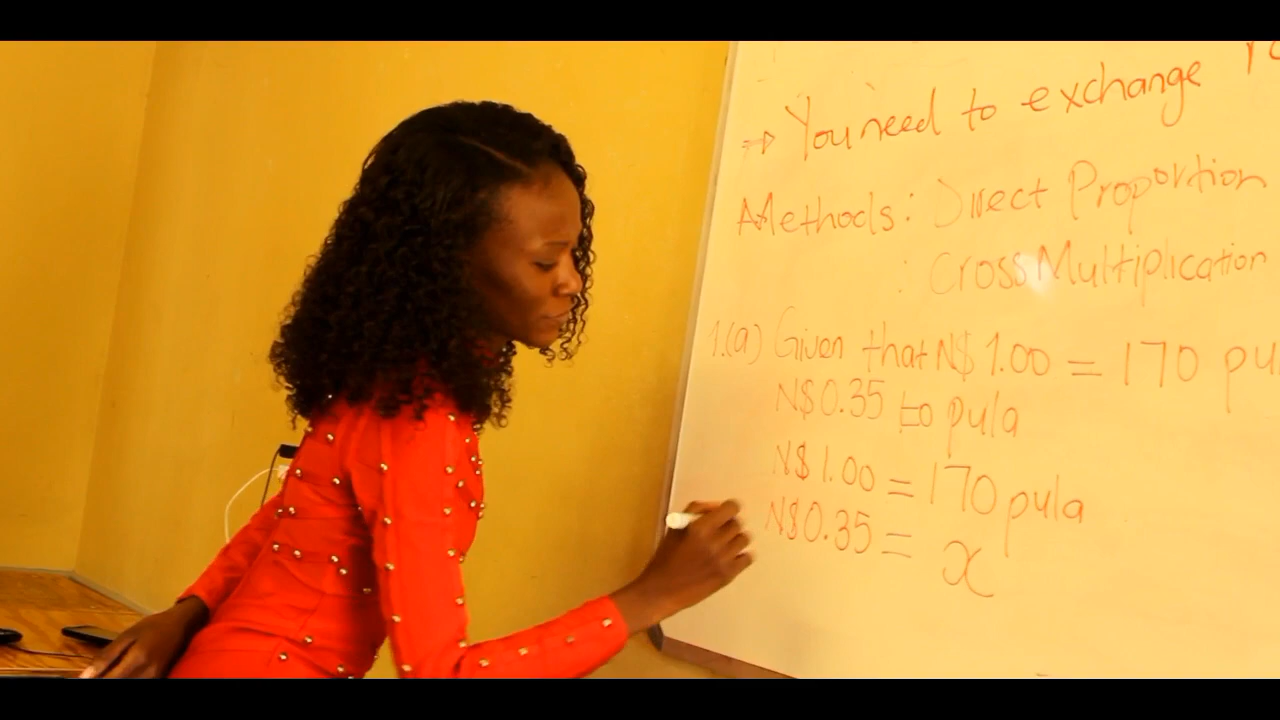 => You need to exchange
Methods: Direct Proportion
: Cross Multiplication
1.(a) Given that N$ 1.00 = 170 pu
N$0.35 to pula
N$ 1.00 = 170 pula
N$0.35 = x